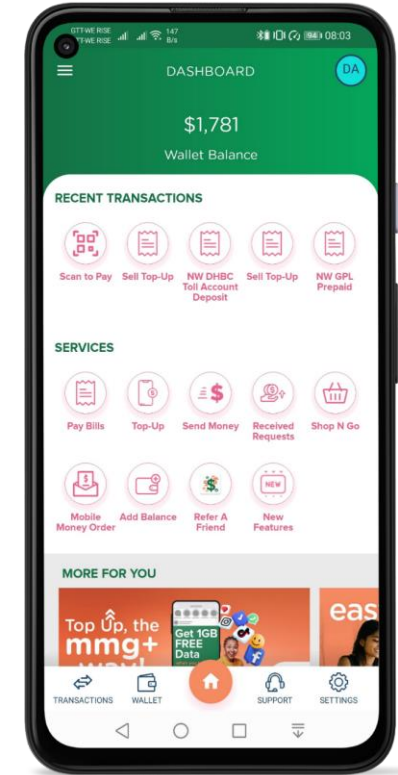 GTT-WE RISE
GTT-WE RISE
147
B/s
94
08:03
DASHBOARD
DA
$1,781
Wallet Balance
RECENT TRANSACTIONS
Scan to Pay
Sell Top-Up
NW DHBC
Toll Account
Deposit
Sell Top-Up
NW GPL
Prepaid
SERVICES
Pay Bills
Top-Up
Send Money
Received
Requests
Shop N Go
NEW
Mobile
Money Order
Add Balance
Refer A
Friend
New
Features
MORE FOR YOU
Top Up, the
mmg+
way!
Get 1GB
FREE
Data
eas
TRANSACTIONS
WALLET
SUPPORT
SETTINGS